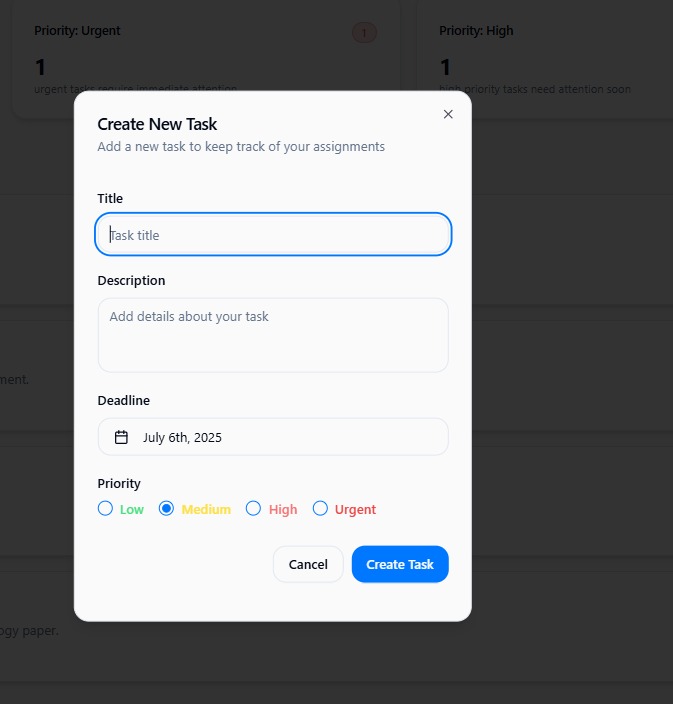 Priority: Urgent
1
Priority: High
1
urgent tasks require immediate attention
1
high priority tasks need attention soon
Create New Task
Add a new task to keep track of your assignments
Title
Task title
Description
Add details about your task
ment.
Deadline
July 6th, 2025
Priority
Low Medium High Urgent
Cancel Create Task
ogy paper.